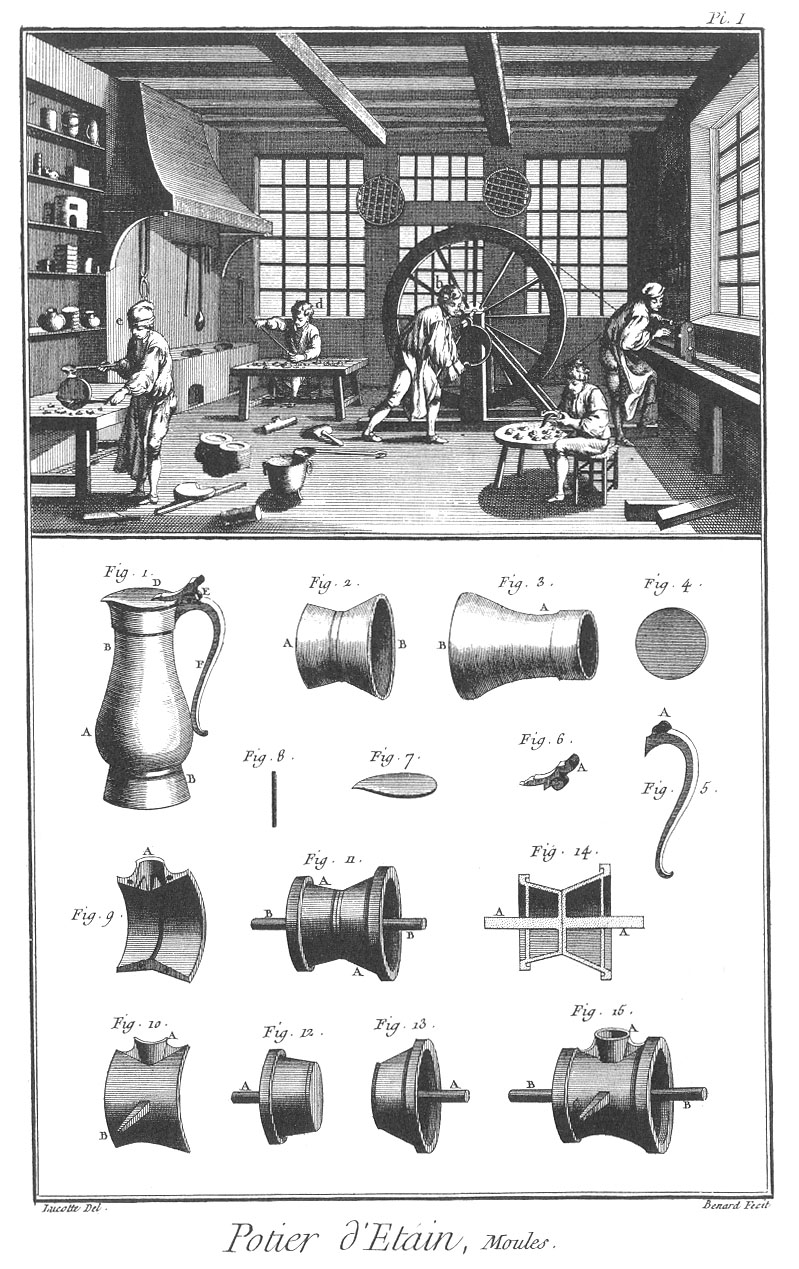 Pl. I
b
d
c
Fig. 1.
D
E
B
F
A
B
Fig. 2.
A
B
Fig. 3.
A
B
Fig. 4.
Fig. 8.
Fig. 7.
Fig. 6.
A
A
Fig. 5.
A
Fig. 9
Fig. 11.
A
B
B
A
Fig. 14.
A
A
Fig. 10.
A
B
Fig. 12.
A
Fig. 13.
A
Fig. 15.
A
B
B
Lucotte Del.
Benard Fecit
Potier d'Etain, Moules.